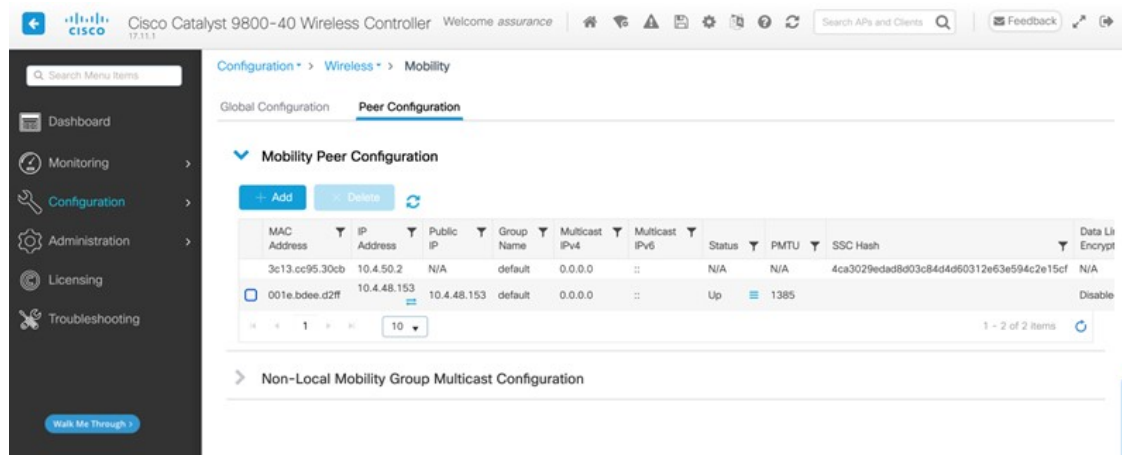 Cisco Catalyst 9800-40 Wireless Controller Welcome assurance Search APs and Clients Feedback
CISCO
17.11.1
Search Menu Items
Dashboard
Monitoring
Configuration
Administration
Licensing
Troubleshooting
Walk Me Through >
Configuration > Wireless > Mobility
Global Configuration Peer Configuration
Mobility Peer Configuration
+ Add × Delete
MAC Address IP Address Public IP Group Name Multicast IPv4 Multicast IPv6 Status PMTU SSC Hash Data Li Encrypt
3c13.cc95.30cb 10.4.50.2 N/A default 0.0.0.0 :: N/A N/A 4ca3029edad8d03c84d4d60312e63e594c2e15cf N/A
001e.bdee.d2ff 10.4.48.153 10.4.48.153 default 0.0.0.0 :: Up 1385 Disable
1 10 1 - 2 of 2 items
Non-Local Mobility Group Multicast Configuration